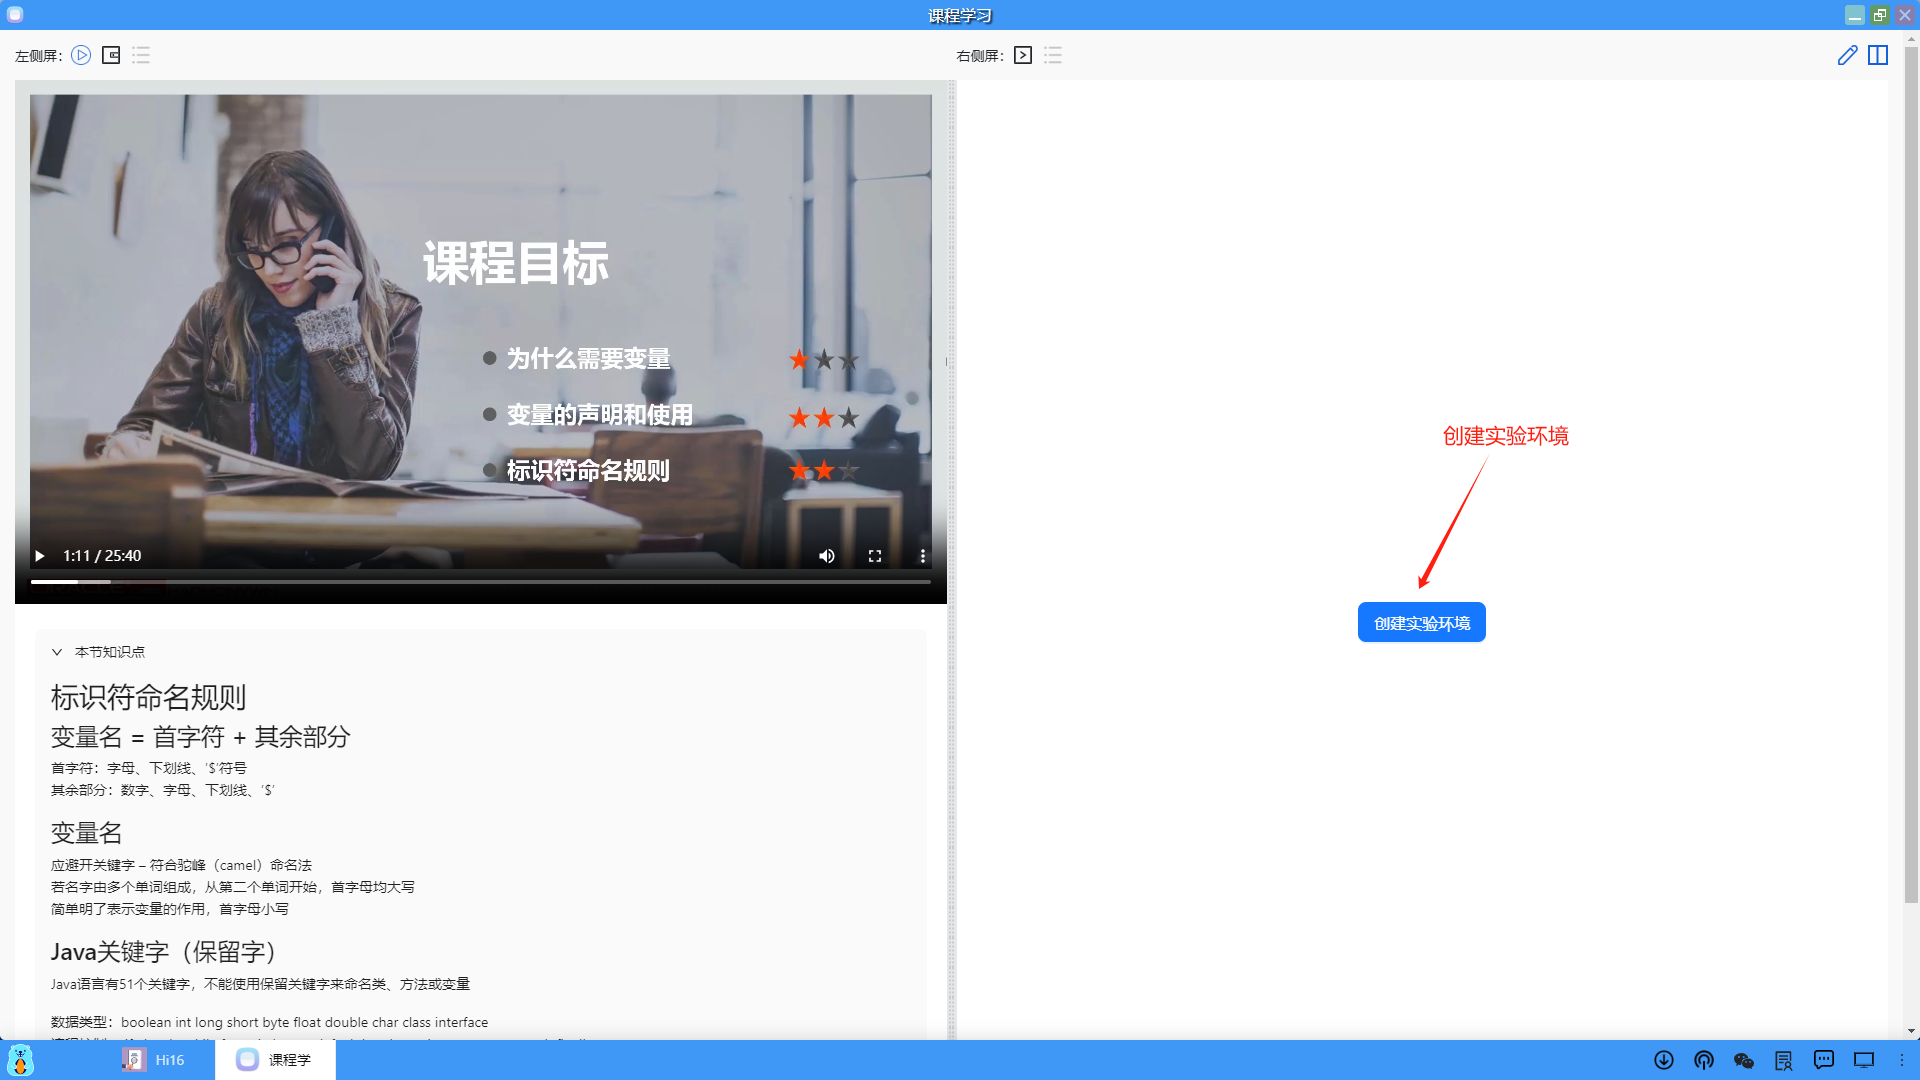 课程学习
左侧屏：
右侧屏：
课程目标
为什么需要变量
变量的声明和使用
标识符命名规则
1:11 / 25:40
创建实验环境
创建实验环境
本节知识点
标识符命名规则
变量名 = 首字符 + 其余部分
首字符：字母、下划线、'$'符号
其余部分：数字、字母、下划线、'$'
变量名
应避开关键字 – 符合驼峰（camel）命名法
若名字由多个单词组成，从第二个单词开始，首字母均大写
简单明了表示变量的作用，首字母小写
Java关键字（保留字）
Java语言有51个关键字，不能使用保留关键字来命名类、方法或变量
数据类型：boolean int long short byte float double char class interface
Hi16
课程学